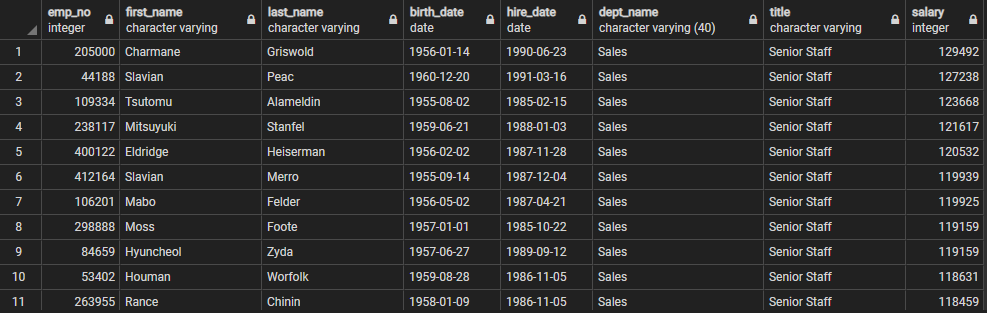 emp_no first_name last_name birth_date hire_date dept_name title salary
integer character varying character varying date date character varying (40) character varying integer
1 205000 Charmane Griswold 1956-01-14 1990-06-23 Sales Senior Staff 129492
2 44188 Slavian Peac 1960-12-20 1991-03-16 Sales Senior Staff 127238
3 109334 Tsutomu Alameldin 1955-08-02 1985-02-15 Sales Senior Staff 123668
4 238117 Mitsuyuki Stanfel 1959-06-21 1988-01-03 Sales Senior Staff 121617
5 400122 Eldridge Heiserman 1956-02-02 1987-11-28 Sales Senior Staff 120532
6 412164 Slavian Merro 1955-09-14 1987-12-04 Sales Senior Staff 119939
7 106201 Mabo Felder 1956-05-02 1987-04-21 Sales Senior Staff 119925
8 298888 Moss Foote 1957-01-01 1985-10-22 Sales Senior Staff 119159
9 84659 Hyuncheol Zyda 1957-06-27 1989-09-12 Sales Senior Staff 119159
10 53402 Houman Worfolk 1959-08-28 1986-11-05 Sales Senior Staff 118631
11 263955 Rance Chinin 1958-01-09 1986-11-05 Sales Senior Staff 118459